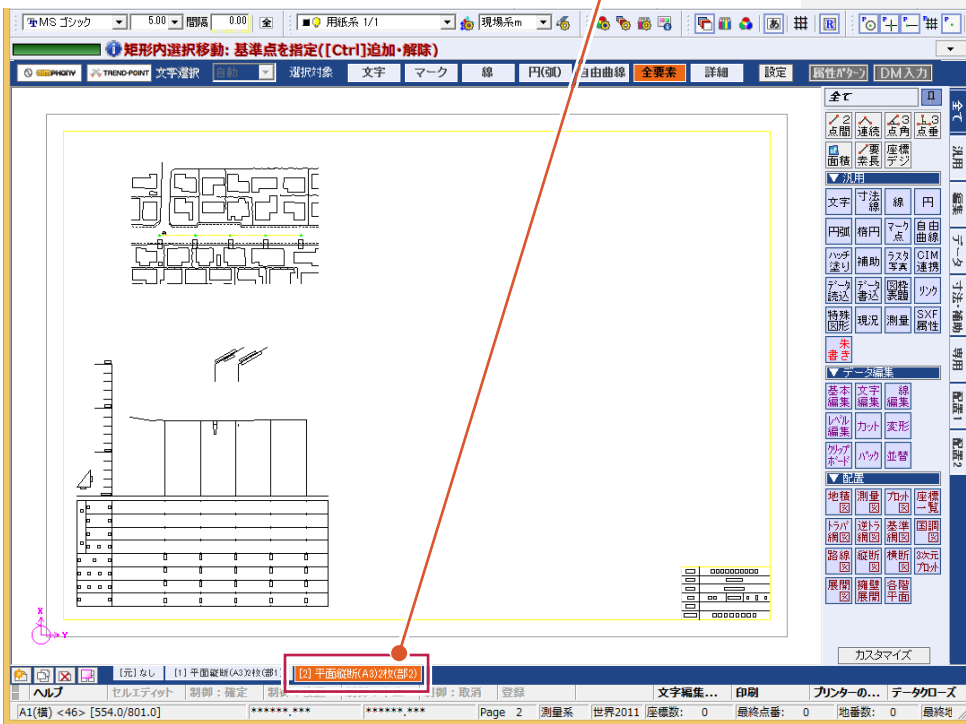 MS ゴシック 5.00 間隔 0.00 全 用紙系 1/1 現場系m あ R
矩形内選択移動: 基準点を指定([Ctrl]追加・解除)
SIMPHONY TREND-POINT 文字選択 自動 選択対象 文字 マーク 線 円(弧) 自由曲線 全要素 詳細 設定 属性パターン DM入力
全て
2点間 連続 3点角 3点垂
面積 要素長 座標デジ
▼ 汎用
文字 寸法線 線 円
円弧 楕円 マーク点 自由曲線
ハッチ塗り 補助 ラスタ写真 CIM連携
データ読込 データ書込 図枠表題 リンク
特殊図形 現況 測量 SXF属性
朱書き
▼ データ編集
基本編集 文字編集 線編集
レベル編集 カット 変形
クリップボード パック 並替
▼ 配置
地積図 測量図 プロット図 座標一覧
トラバ網図 逆トラ網図 基準網図 国調図
路線図 縦断図 横断図 3次元プロット
展開図 擁壁展開 各階平面
カスタマイズ
全て
汎用
編集
データ
寸法・補助
専用
配置1
配置2
X
Y
[元] なし [1] 平面縦断(A3)2枚(部1 [2] 平面縦断(A3)2枚(部2)
ヘルプ セルエディット 制御：確定 制御：取消 登録 文字編集... 印刷 プリンターの... データクローズ
A1(横) <46> [554.0/801.0] ******.*** ******.*** Page 2 測量系 世界2011 座標数: 0 最終点番: 0 地番数: 0 最終地